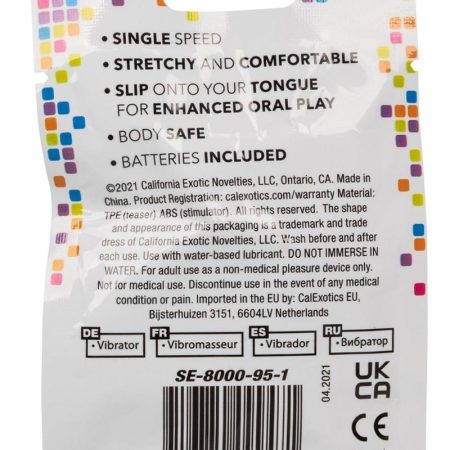 • SINGLE SPEED
• STRETCHY AND COMFORTABLE
• SLIP ONTO YOUR TONGUE
FOR ENHANCED ORAL PLAY
• BODY SAFE
• BATTERIES INCLUDED
©2021 California Exotic Novelties, LLC, Ontario, CA. Made in
China. Product Registration: calexotics.com/warranty Material:
TPE (teaser) ABS (stimulator). All rights reserved. The shape
and appearance of this packaging is a trademark and trade
dress of California Exotic Novelties, LLC. Wash before and after
each use. Use with water-based lubricant. DO NOT IMMERSE IN
WATER. For adult use as a non-medical pleasure device only.
Not for medical use. Discontinue use in the event of any medical
condition or pain. Imported in the EU by: CalExotics EU,
Bijsterhuizen 3151, 6604LV Netherlands
DE • Vibrator
FR • Vibromasseur
ES • Vibrador
RU • Вибратор
SE-8000-95-1
04.2021
UK
CA
CE